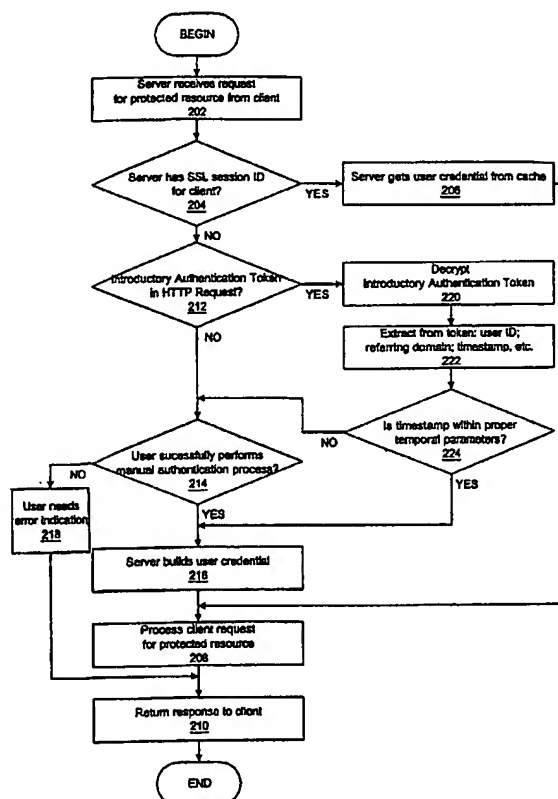 BEGIN
Server receives request
for protected resource from client
202
Server has SSL session ID
for client?
204
YES
Server gets user credential from cache
206
NO
Introductory Authentication Token
in HTTP Request?
212
YES
Decrypt
Introductory Authentication Token
220
Extract from token: user ID;
referring domain; timestamp, etc.
222
NO
Is timestamp within proper
temporal parameters?
224
NO
YES
User sucessfully performs
manual authentication process?
214
NO
YES
User needs
error indication
218
Server builds user credential
216
Process client request
for protected resource
208
Return response to client
210
END